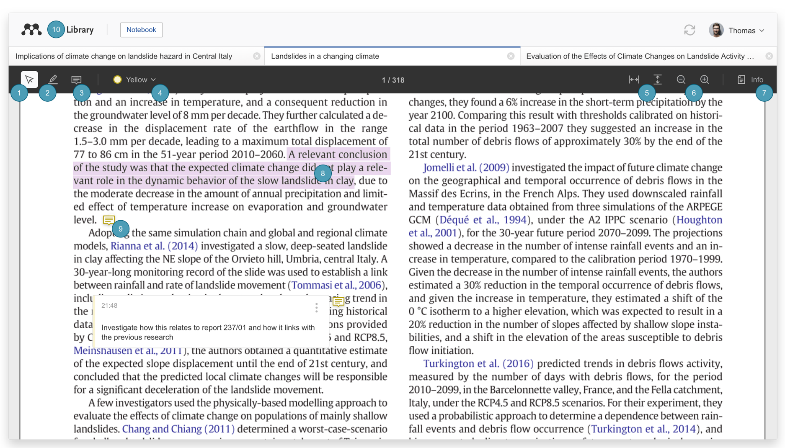 10 Library
Notebook
Thomas
Implications of climate change on landslide hazard in Central Italy
Landslides in a changing climate
Evaluation of the Effects of Climate Changes on Landslide Activity ...
Yellow
1 / 318
Info
1 2 3 4 5 6 7
tion and an increase in temperature, and a consequent reduction in
the groundwater level of 8 mm per decade. They further calculated a de-
crease in the displacement rate of the earthflow in the range
1.5–3.0 mm per decade, leading to a maximum total displacement of
77 to 86 cm in the 51-year period 2010–2060. A relevant conclusion
of the study was that the expected climate change did not play a rele-
8
vant role in the dynamic behavior of the slow landslide in clay, due to
the moderate decrease in the amount of annual precipitation and limit-
ed effect of temperature increase on evaporation and groundwater
level.
9
Adopting the same simulation chain and global and regional climate
models, Rianna et al. (2014) investigated a slow, deep-seated landslide
in clay affecting the NE slope of the Orvieto hill, Umbria, central Italy. A
30-year-long monitoring record of the slide was used to establish a link
between rainfall and rate of landslide movement (Tommasi et al., 2006),
ing trend in
the
ing historical
data
ions provided
by
5 and RCP8.5,
21:48
Investigate how this relates to report 237/01 and how it links with
the previous research
Meinshausen et al., 2011), the authors obtained a quantitative estimate
of the expected slope displacement until the end of 21st century, and
concluded that the predicted local climate changes will be responsible
for a significant deceleration of the landslide movement.
A few investigators used the physically-based modelling approach to
evaluate the effects of climate change on populations of mainly shallow
landslides. Chang and Chiang (2011) determined a worst-case-scenario
changes, they found a 6% increase in the short-term precipitation by the
year 2100. Comparing this result with thresholds calibrated on histori-
cal data in the period 1963–2007 they suggested an increase in the
total number of debris flows of approximately 30% by the end of the
21st century.
Jomelli et al. (2009) investigated the impact of future climate change
on the geographical and temporal occurrence of debris flows in the
Massif des Ecrins, in the French Alps. They used downscaled rainfall
and temperature data obtained from three simulations of the ARPEGE
GCM (Déqué et al., 1994), under the A2 IPPC scenario (Houghton
et al., 2001), for the 30-year future period 2070–2099. The projections
showed a decrease in the number of intense rainfall events and an in-
crease in temperature, compared to the calibration period 1970–1999.
Given the decrease in the number of intense rainfall events, the authors
estimated a 30% reduction in the temporal occurrence of debris flows,
and given the increase in temperature, they estimated a shift of the
0 °C isotherm to a higher elevation, which was expected to result in a
20% reduction in the number of slopes affected by shallow slope insta-
bilities, and a shift in the elevation of the areas susceptible to debris
flow initiation.
Turkington et al. (2016) predicted trends in debris flows activity,
measured by the number of days with debris flows, for the period
2010–2099, in the Barcelonnette valley, France, and the Fella catchment,
Italy, under the RCP4.5 and RCP8.5 scenarios. For their experiment, they
used a probabilistic approach to determine a dependence between rain-
fall events and debris flow occurrence (Turkington et al., 2014), and